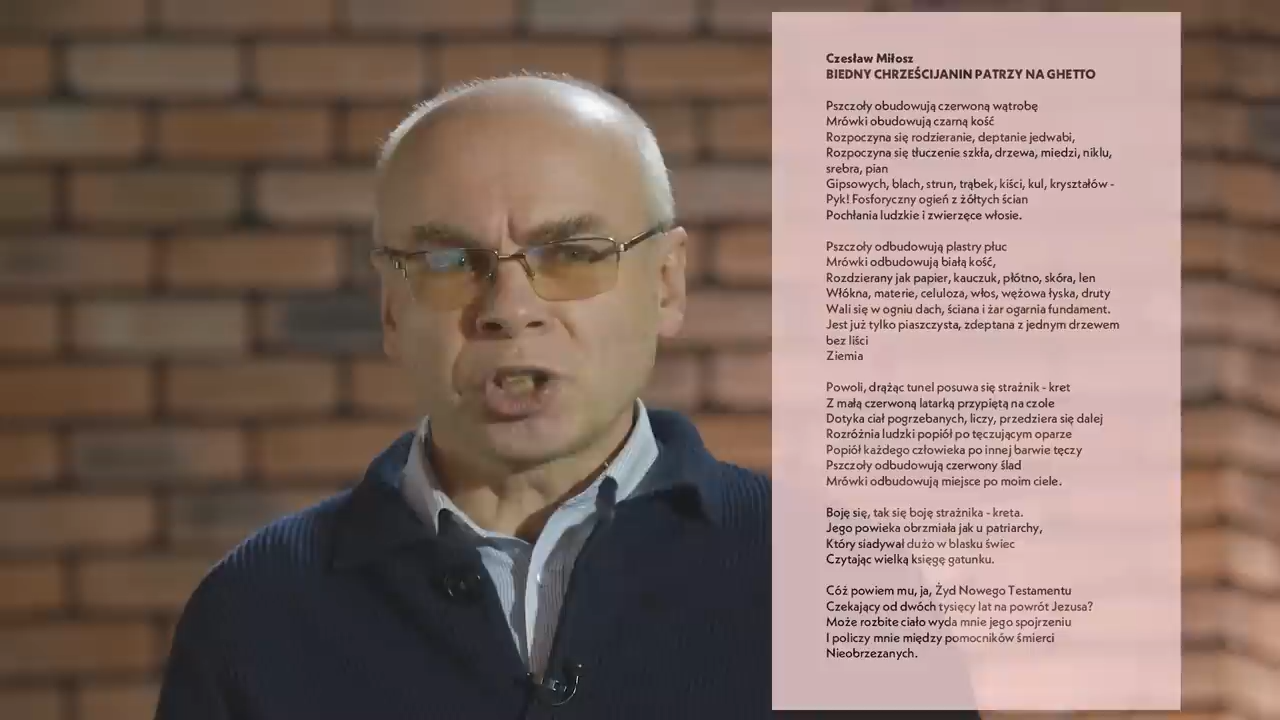 Czesław Miłosz
BIEDNY CHRZEŚCIJANIN PATRZY NA GHETTO
Pszczoły obudowują czerwoną wątrobę
Mrówki obudowują czarną kość
Rozpoczyna się rodzieranie, deptanie jedwabi,
Rozpoczyna się tłuczenie szkła, drzewa, miedzi, niklu,
srebra, pian
Gipsowych, blach, strun, trąbek, kiści, kul, kryształów -
Pyk! Fosforyczny ogień z żółtych ścian
Pochłania ludzkie i zwierzęce włosie.
Pszczoły odbudowują plastry płuc
Mrówki odbudowują białą kość,
Rozdzierany jak papier, kauczuk, płótno, skóra, len
Włókna, materie, celuloza, włos, wężowa łyska, druty
Wali się w ogniu dach, ściana i żar ogarnia fundament.
Jest już tylko piaszczysta, zdeptana z jednym drzewem
bez liści
Ziemia
Powoli, drążąc tunel posuwa się strażnik - kret
Z małą czerwoną latarką przypiętą na czole
Dotyka ciał pogrzebanych, liczy, przedziera się dalej
Rozróżnia ludzki popiół po tęczującym oparze
Popiół każdego człowieka po innej barwie tęczy
Pszczoły odbudowują czerwony ślad
Mrówki odbudowują miejsce po moim ciele.
Boję się, tak się boję strażnika - kreta.
Jego powieka obrzmiała jak u patriarchy,
Który siadywał dużo w blasku świec
Czytając wielką księgę gatunku.
Cóż powiem mu, ja, Żyd Nowego Testamentu
Czekający od dwóch tysięcy lat na powrót Jezusa?
Może rozbite ciało wyda mnie jego spojrzeniu
I policzy mnie między pomocników śmierci
Nieobrzezanych.